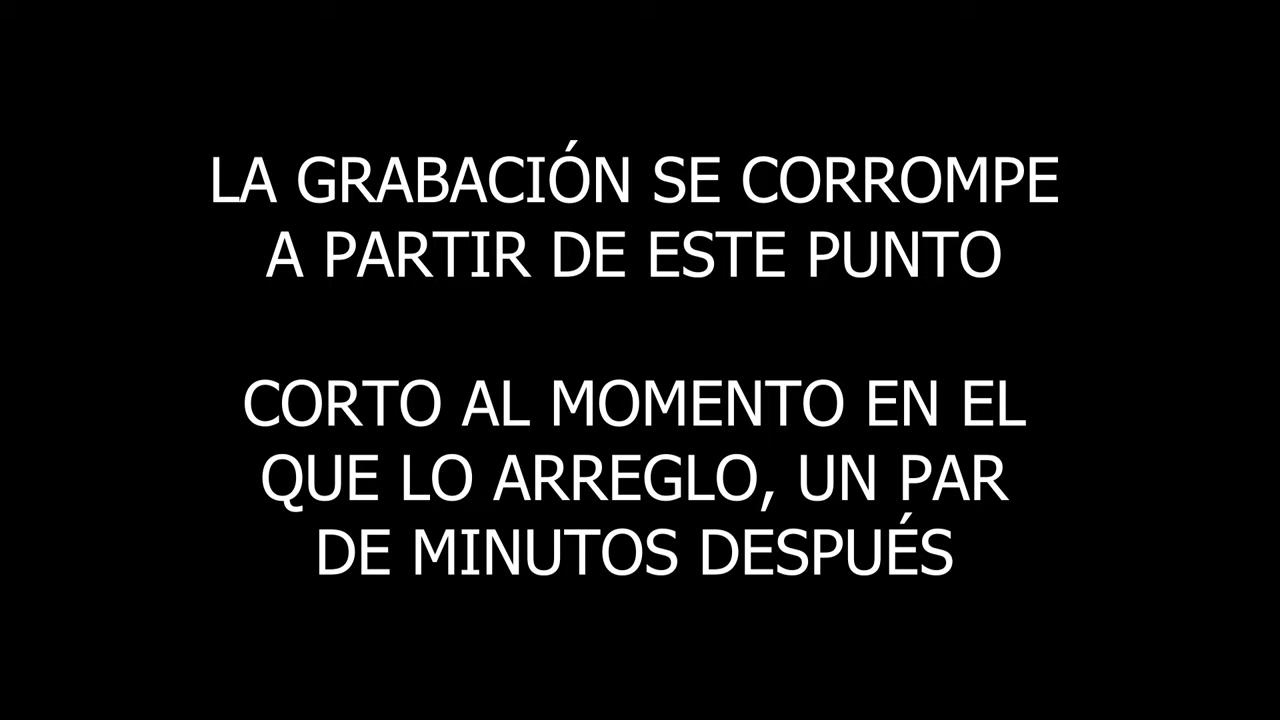 LA GRABACIÓN SE CORROMPE
A PARTIR DE ESTE PUNTO
CORTO AL MOMENTO EN EL
QUE LO ARREGLO, UN PAR
DE MINUTOS DESPUÉS